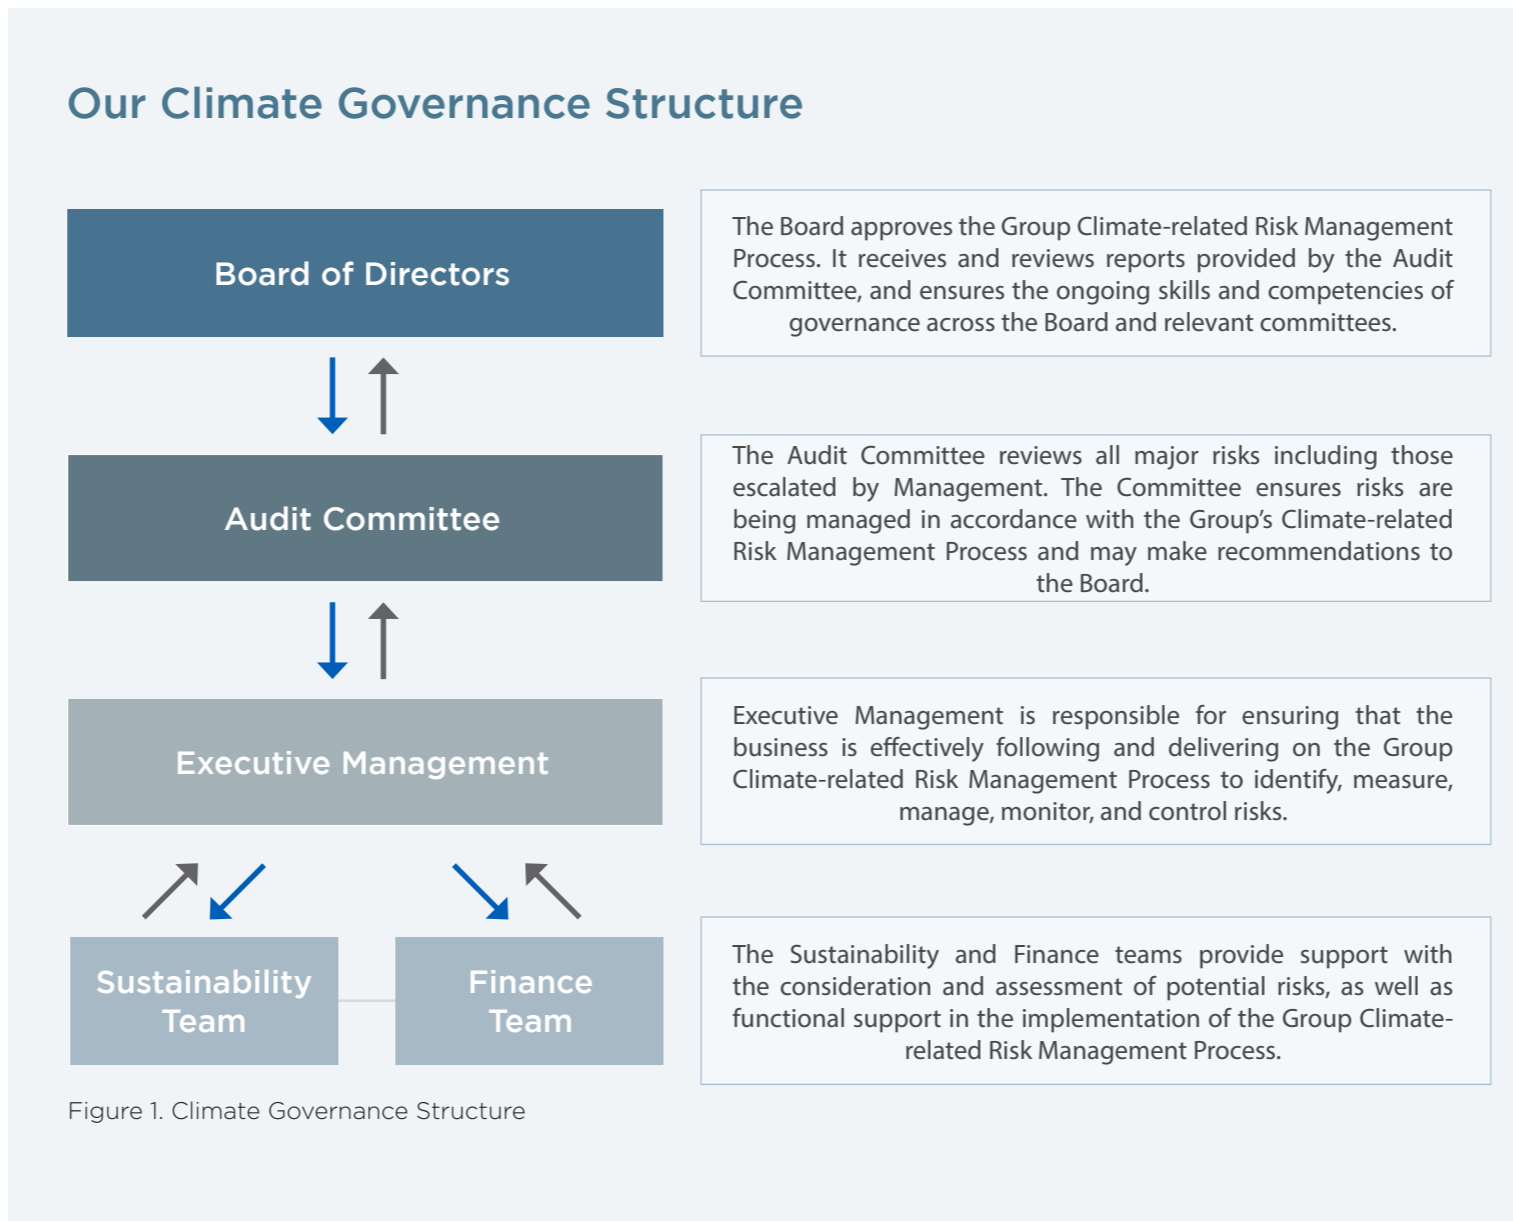 Our Climate Governance Structure
Board of Directors
The Board approves the Group Climate-related Risk Management
Process. It receives and reviews reports provided by the Audit
Committee, and ensures the ongoing skills and competencies of
governance across the Board and relevant committees.
Audit Committee
The Audit Committee reviews all major risks including those
escalated by Management. The Committee ensures risks are
being managed in accordance with the Group’s Climate-related
Risk Management Process and may make recommendations to
the Board.
Executive Management
Executive Management is responsible for ensuring that the
business is effectively following and delivering on the Group
Climate-related Risk Management Process to identify, measure,
manage, monitor, and control risks.
Sustainability
Team
Finance
Team
The Sustainability and Finance teams provide support with
the consideration and assessment of potential risks, as well as
functional support in the implementation of the Group Climate-
related Risk Management Process.
Figure 1. Climate Governance Structure